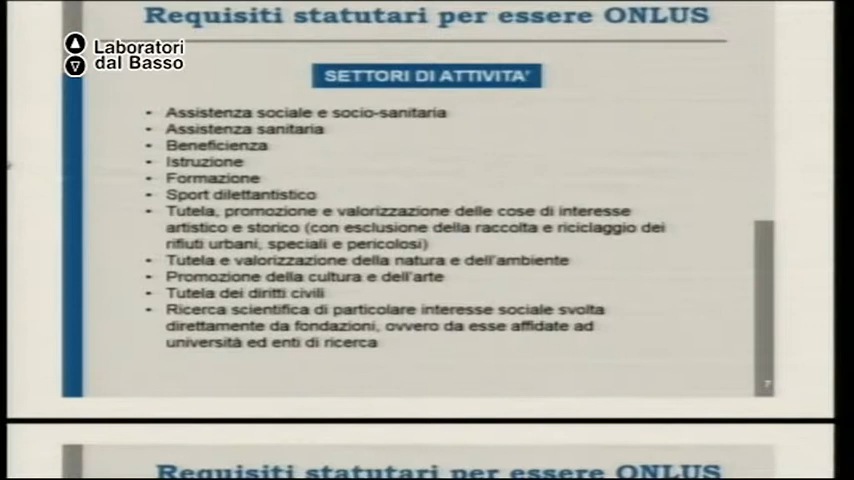 Requisiti statutari per essere ONLUS
Laboratori
dal Basso
SETTORI DI ATTIVITA'
• Assistenza sociale e socio-sanitaria
• Assistenza sanitaria
• Beneficienza
• Istruzione
• Formazione
• Sport dilettantistico
• Tutela, promozione e valorizzazione delle cose di interesse
artistico e storico (con esclusione della raccolta e riciclaggio dei
rifiuti urbani, speciali e pericolosi)
• Tutela e valorizzazione della natura e dell'ambiente
• Promozione della cultura e dell'arte
• Tutela dei diritti civili
• Ricerca scientifica di particolare interesse sociale svolta
direttamente da fondazioni, ovvero da esse affidate ad
università ed enti di ricerca
7
Requisiti statutari per essere ONLUS